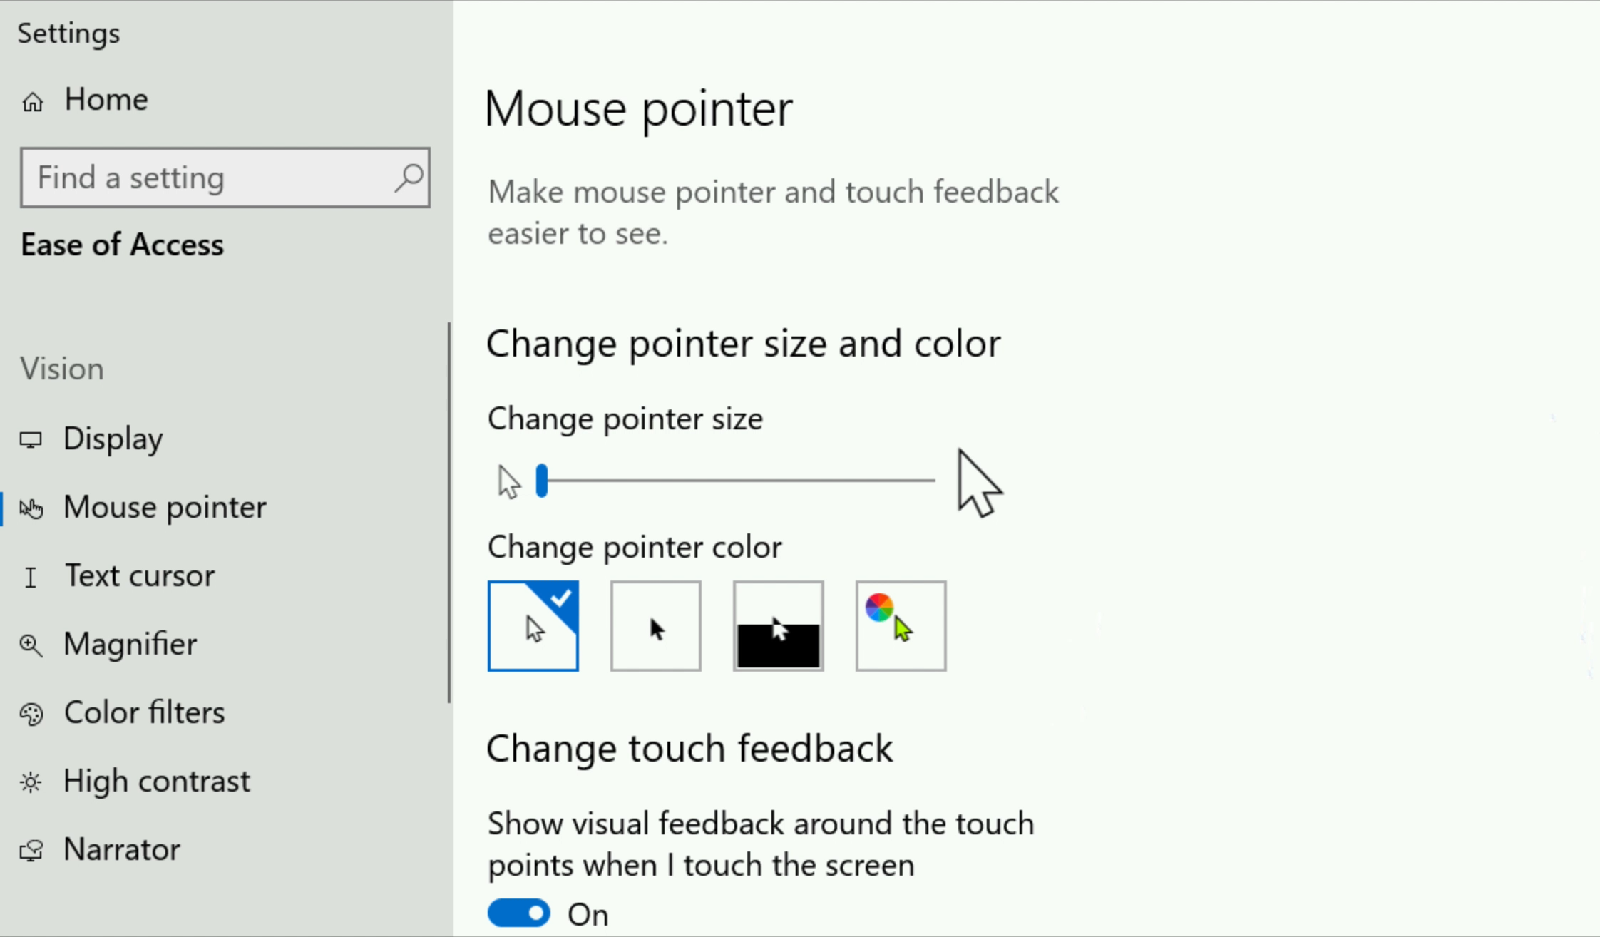 Settings
Home
Find a setting
Ease of Access
Vision
Display
Mouse pointer
Text cursor
Magnifier
Color filters
High contrast
Narrator
Mouse pointer
Make mouse pointer and touch feedback
easier to see.
Change pointer size and color
Change pointer size
Change pointer color
Change touch feedback
Show visual feedback around the touch
points when I touch the screen
On